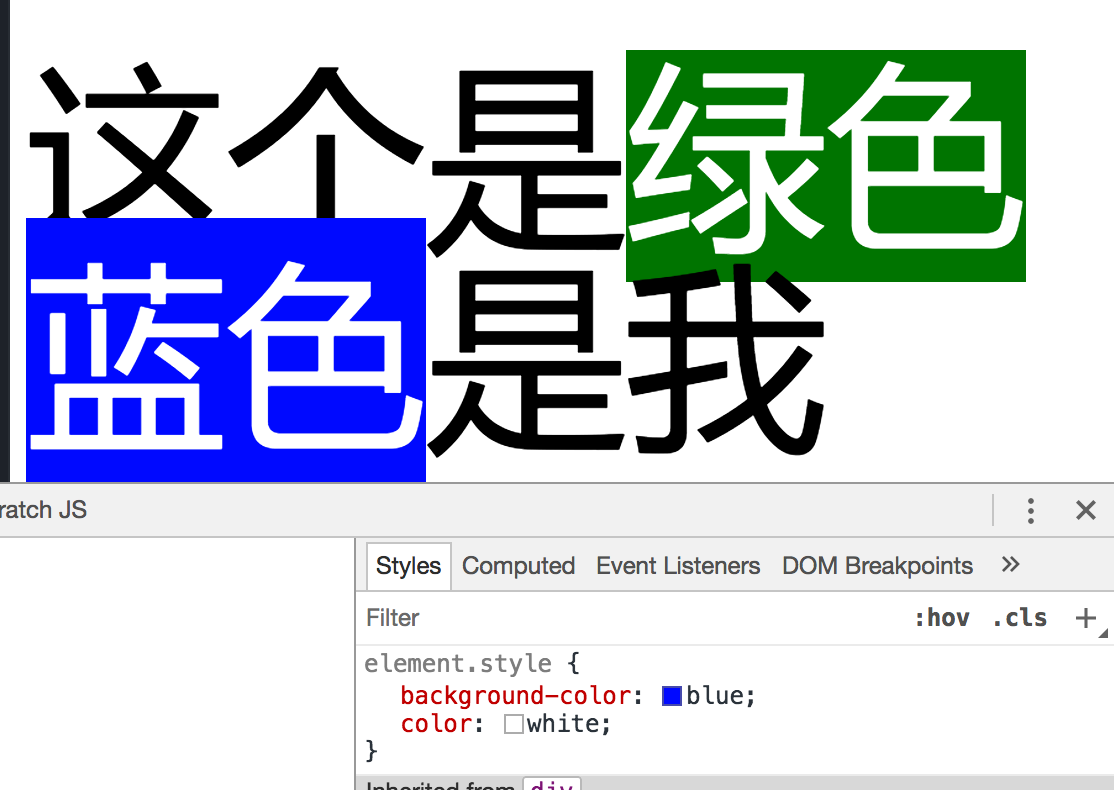 这个是绿色
蓝色是我
ratch JS
Styles Computed Event Listeners DOM Breakpoints »
Filter :hov .cls +
element.style {
background-color: blue;
color: white;
}
Inherited from div